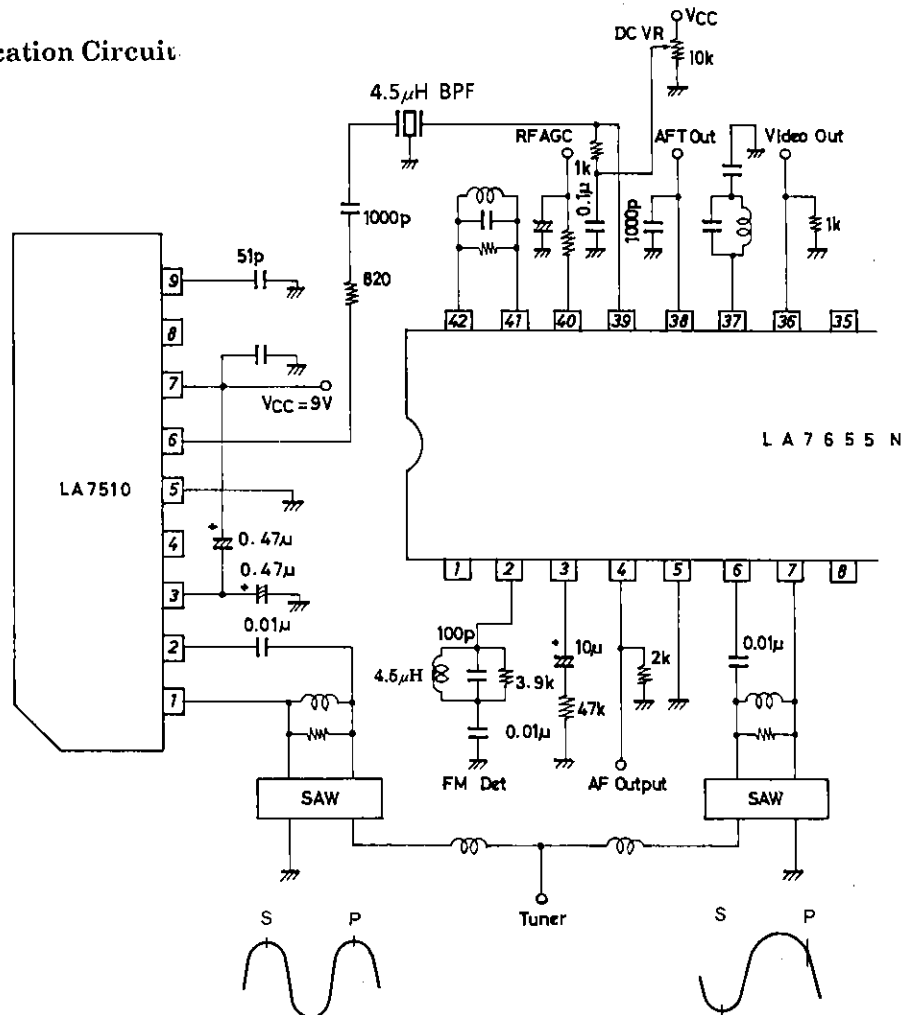 cation Circuit
VCC
DC VR
10k
4.5μH BPF
RF AGC
AFT Out
Video Out
1k
0.1μ
1000p
1k
1000p
820
51p
9
8
7
6
5
4
3
2
1
VCC = 9V
LA7510
0.47μ
0.47μ
0.01μ
42
41
40
39
38
37
36
35
LA7655N
1
2
3
4
5
6
7
8
100p
4.5μH
3.9k
0.01μ
10μ
47k
2k
0.01μ
FM Det
AF Output
SAW
SAW
Tuner
S
P
S
P